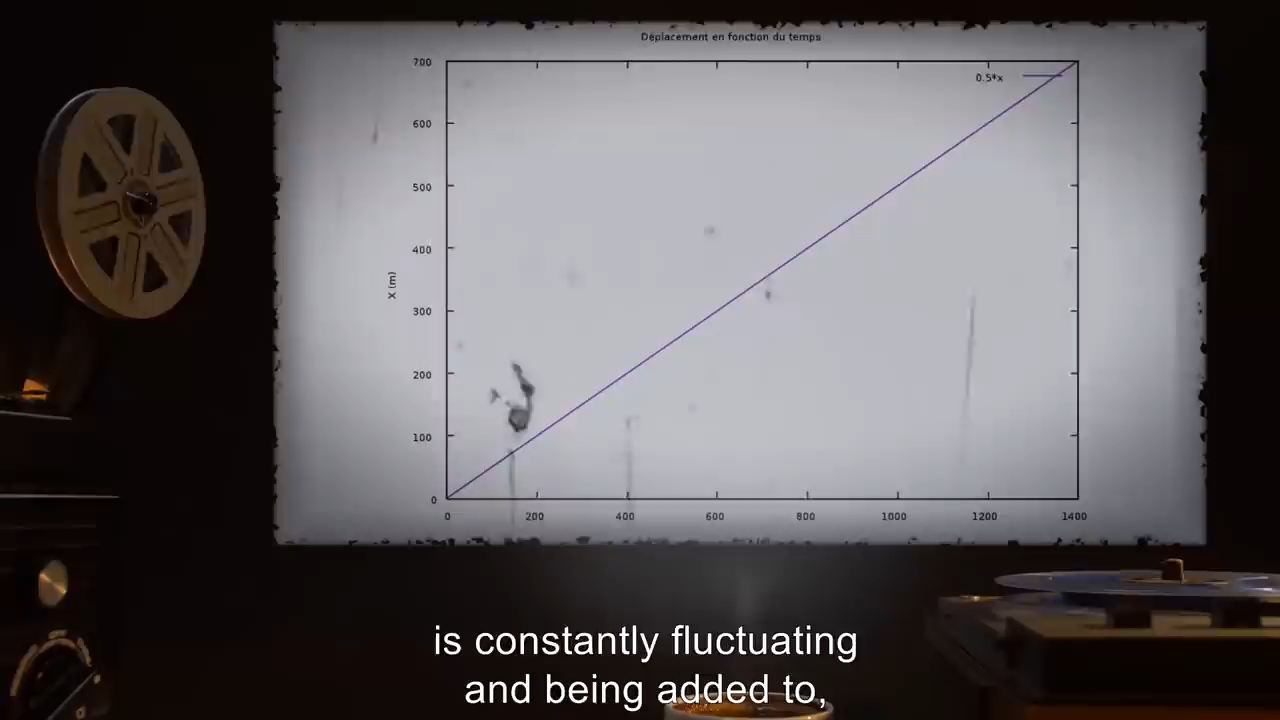 Déplacement en fonction du temps
700
0.5*x
600
500
400
X (m)
300
200
100
0
0 200 400 600 800 1000 1200 1400
is constantly fluctuating
and being added to,